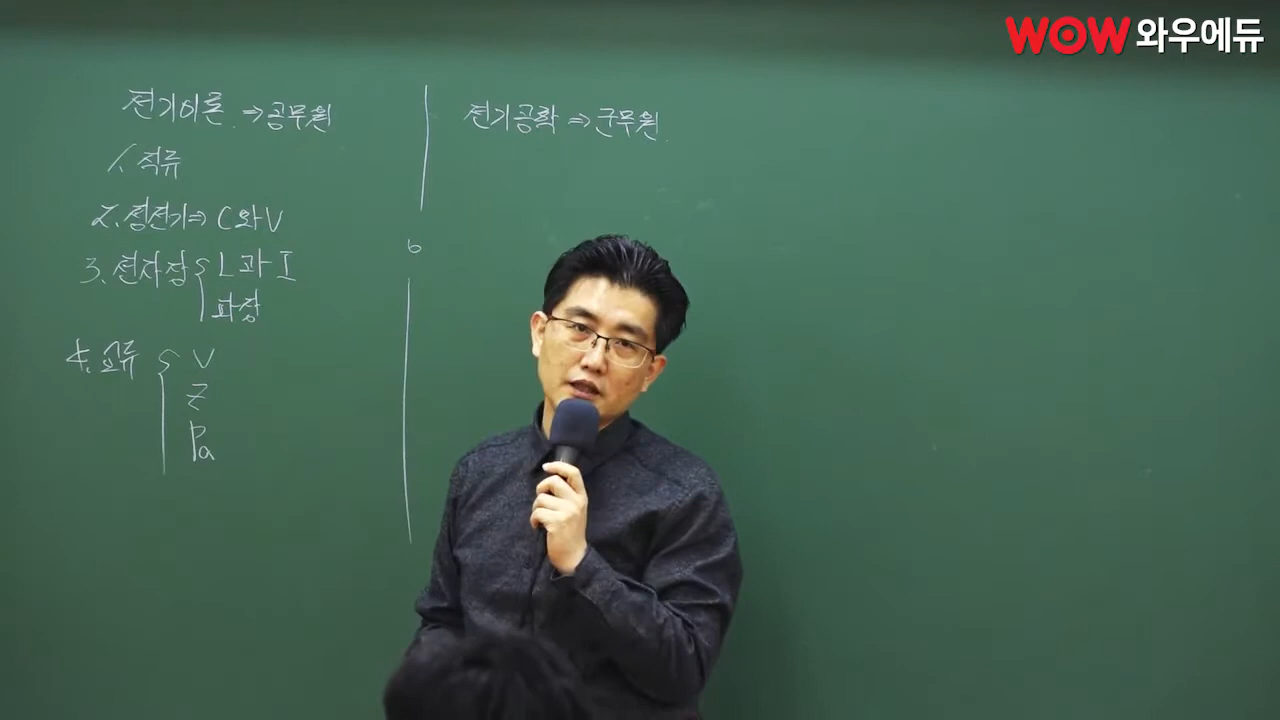 WOW 와우에듀
전기이론 ⇒ 공무원
전기공학 ⇒ 군무원
1. 직류
2. 정전기 ⇒ C와V
3. 전자장 { L과I
파장
4. 교류 { V
Z
Pa